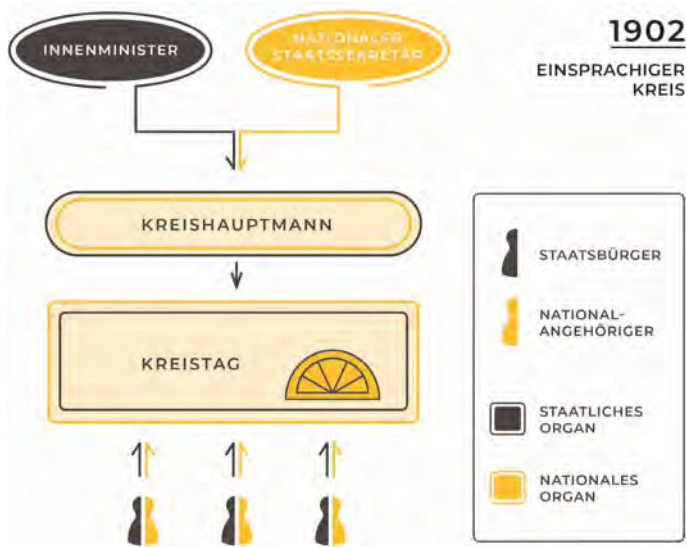 INNENMINISTER
NATIONALER
STAATSSEKRETÄR
1902
EINSPRACHIGER
KREIS
KREISHAUPTMANN
KREISTAG
STAATSBÜRGER
NATIONAL-
ANGEHÖRIGER
STAATLICHES
ORGAN
NATIONALES
ORGAN